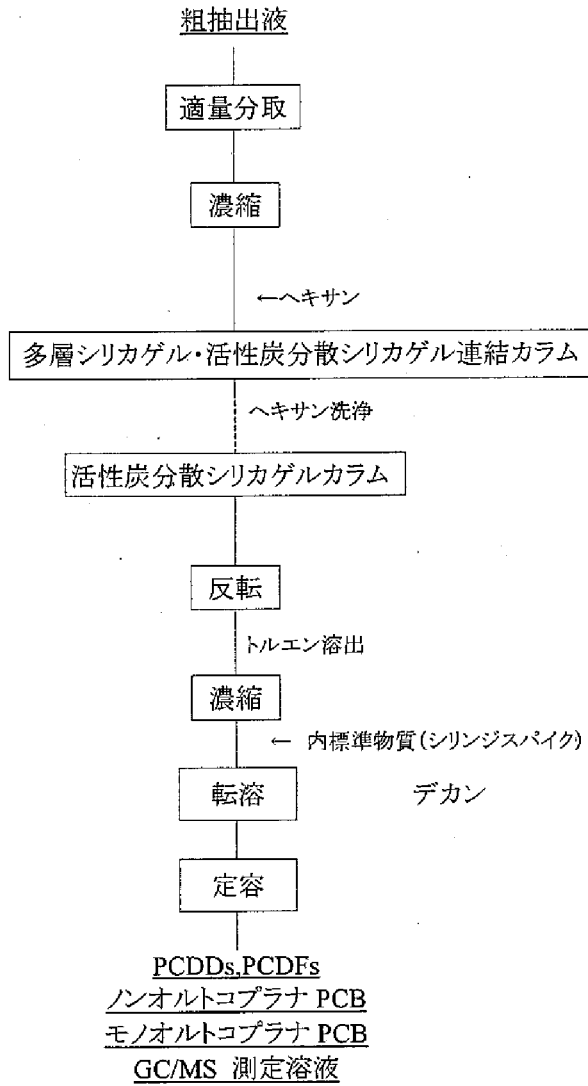 粗抽出液
適量分取
濃縮
←ヘキサン
多層シリカゲル・活性炭分散シリカゲル連結カラム
ヘキサン洗浄
活性炭分散シリカゲルカラム
反転
トルエン溶出
濃縮
← 内標準物質(シリンジスパイク)
転溶 デカン
定容
PCDDs,PCDFs
ノンオルトコプラナ PCB
モノオルトコプラナ PCB
GC/MS 測定溶液